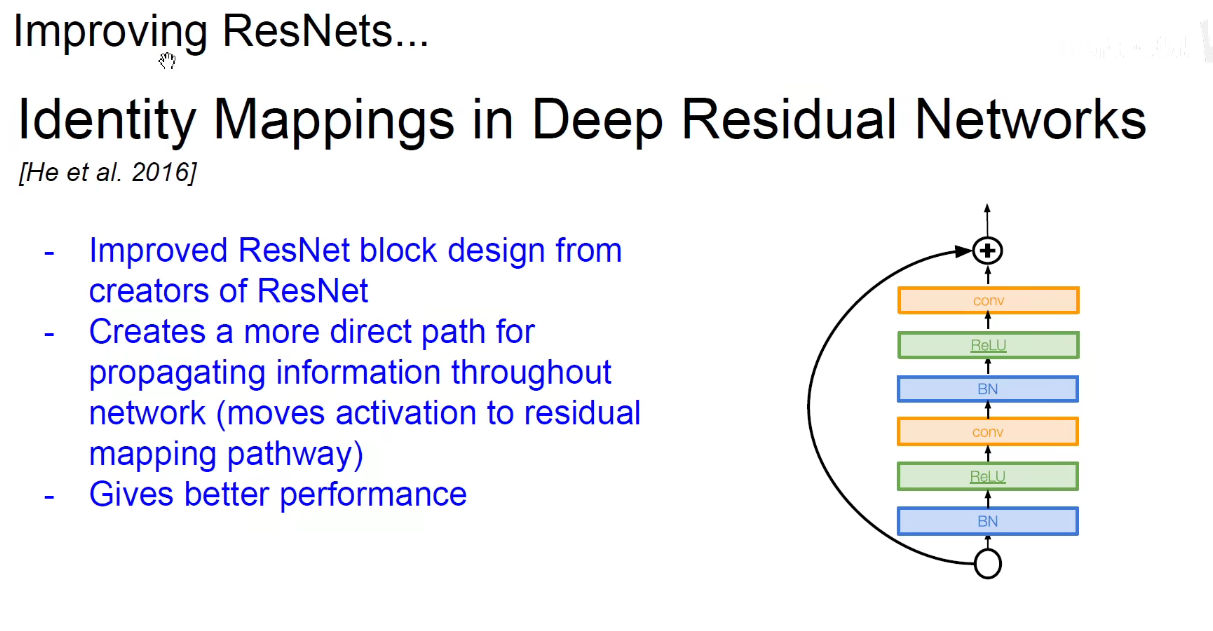 Improving ResNets...
Identity Mappings in Deep Residual Networks
[He et al. 2016]
- Improved ResNet block design from
creators of ResNet
- Creates a more direct path for
propagating information throughout
network (moves activation to residual
mapping pathway)
- Gives better performance
conv
ReLU
BN
conv
ReLU
BN